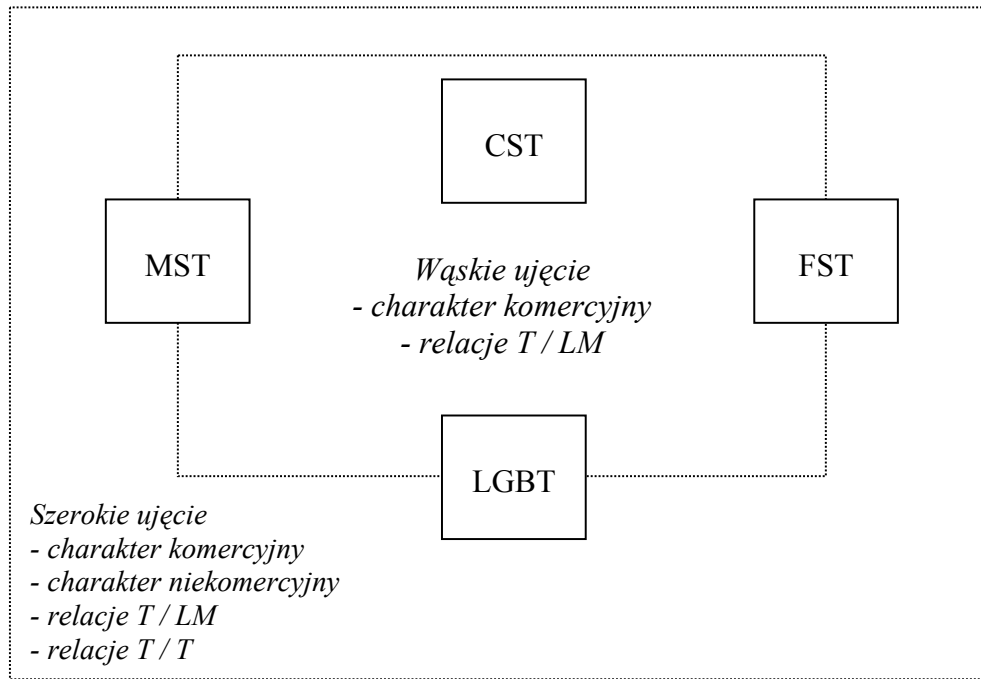 CST
MST
FST
Wąskie ujęcie
- charakter komercyjny
- relacje T / LM
LGBT
Szerokie ujęcie
- charakter komercyjny
- charakter niekomercyjny
- relacje T / LM
- relacje T / T